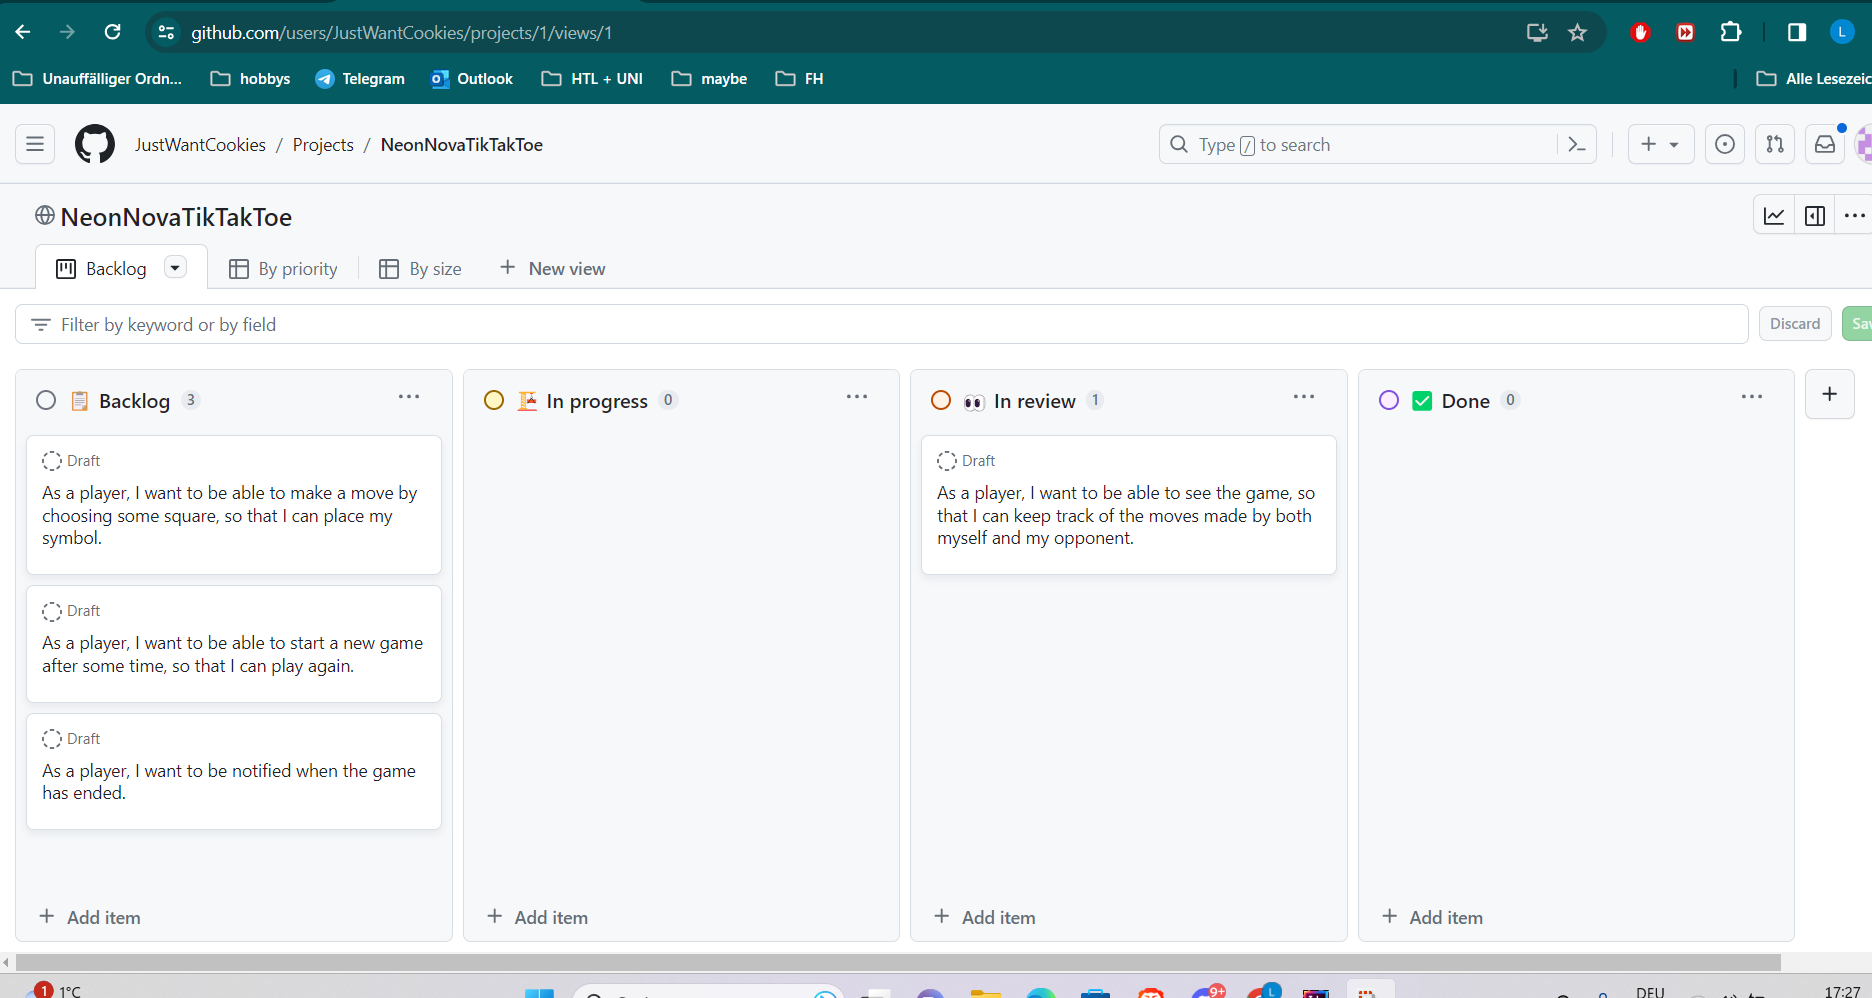 github.com/users/JustWantCookies/projects/1/views/1
L
Unauffälliger Ordn...
hobbys
Telegram
Outlook
HTL + UNI
maybe
FH
Alle Lesezeic
JustWantCookies / Projects / NeonNovaTikTakToe
Type / to search
NeonNovaTikTakToe
Backlog
By priority
By size
New view
Filter by keyword or by field
Discard
Sav
Backlog 3
Draft
As a player, I want to be able to make a move by
choosing some square, so that I can place my
symbol.
Draft
As a player, I want to be able to start a new game
after some time, so that I can play again.
Draft
As a player, I want to be notified when the game
has ended.
Add item
In progress 0
Add item
In review 1
Draft
As a player, I want to be able to see the game, so
that I can keep track of the moves made by both
myself and my opponent.
Add item
Done 0
Add item
1
1°C
9+
L
DEU
17:27